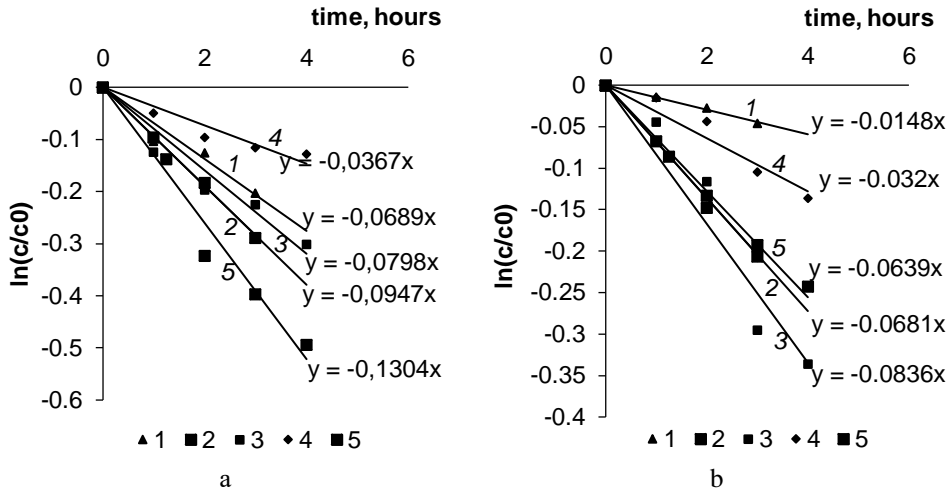 time, hours
0 2 4 6
0
-0.1
-0.2
-0.3
-0.4
-0.5
-0.6
ln(c/c0)
4
y = -0,0367x
1
y = -0,0689x
3
y = -0,0798x
2
y = -0,0947x
5
y = -0,1304x
1 2 3 4 5
a
time, hours
0 2 4 6
0
-0.05
-0.1
-0.15
-0.2
-0.25
-0.3
-0.35
-0.4
ln(c/c0)
1
y = -0.0148x
4
y = -0.032x
5
y = -0.0639x
2
y = -0.0681x
3
y = -0.0836x
1 2 3 4 5
b